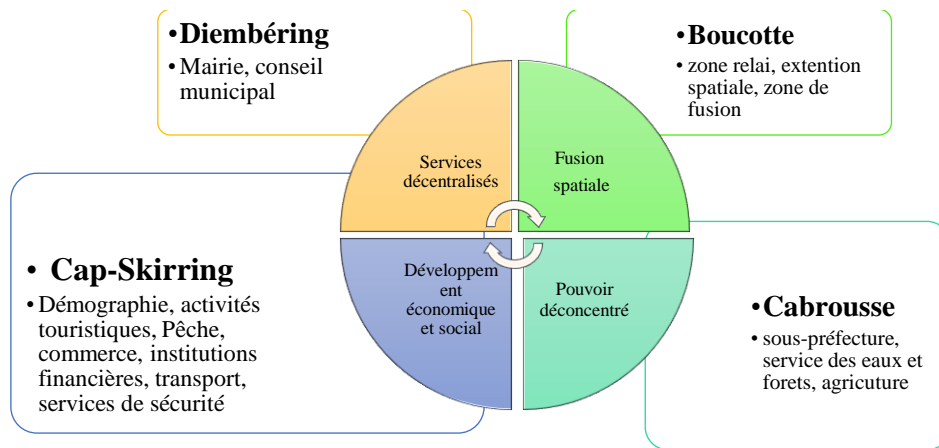 •Diembéring
•Mairie, conseil
municipal
•Boucotte
•zone relai, extention
spatiale, zone de
fusion
Services
décentralisés
Fusion
spatiale
• Cap-Skirring
•Démographie, activités
touristiques, Pêche,
commerce, institutions
financières, transport,
services de sécurité
Développem
ent
économique
et social
Pouvoir
déconcentré
•Cabrousse
•sous-préfecture,
service des eaux et
forets, agricuture